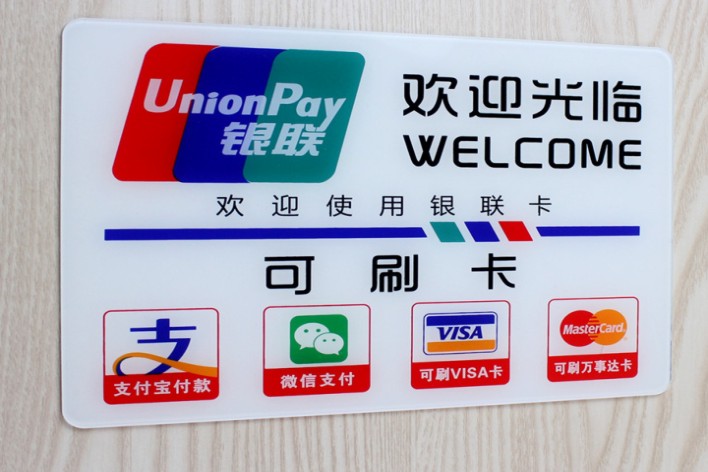 UnionPay
银联
欢迎光临
WELCOME
欢迎使用银联卡
可刷卡
支
支付宝付款
微信支付
VISA
可刷VISA卡
MasterCard
可刷万事达卡